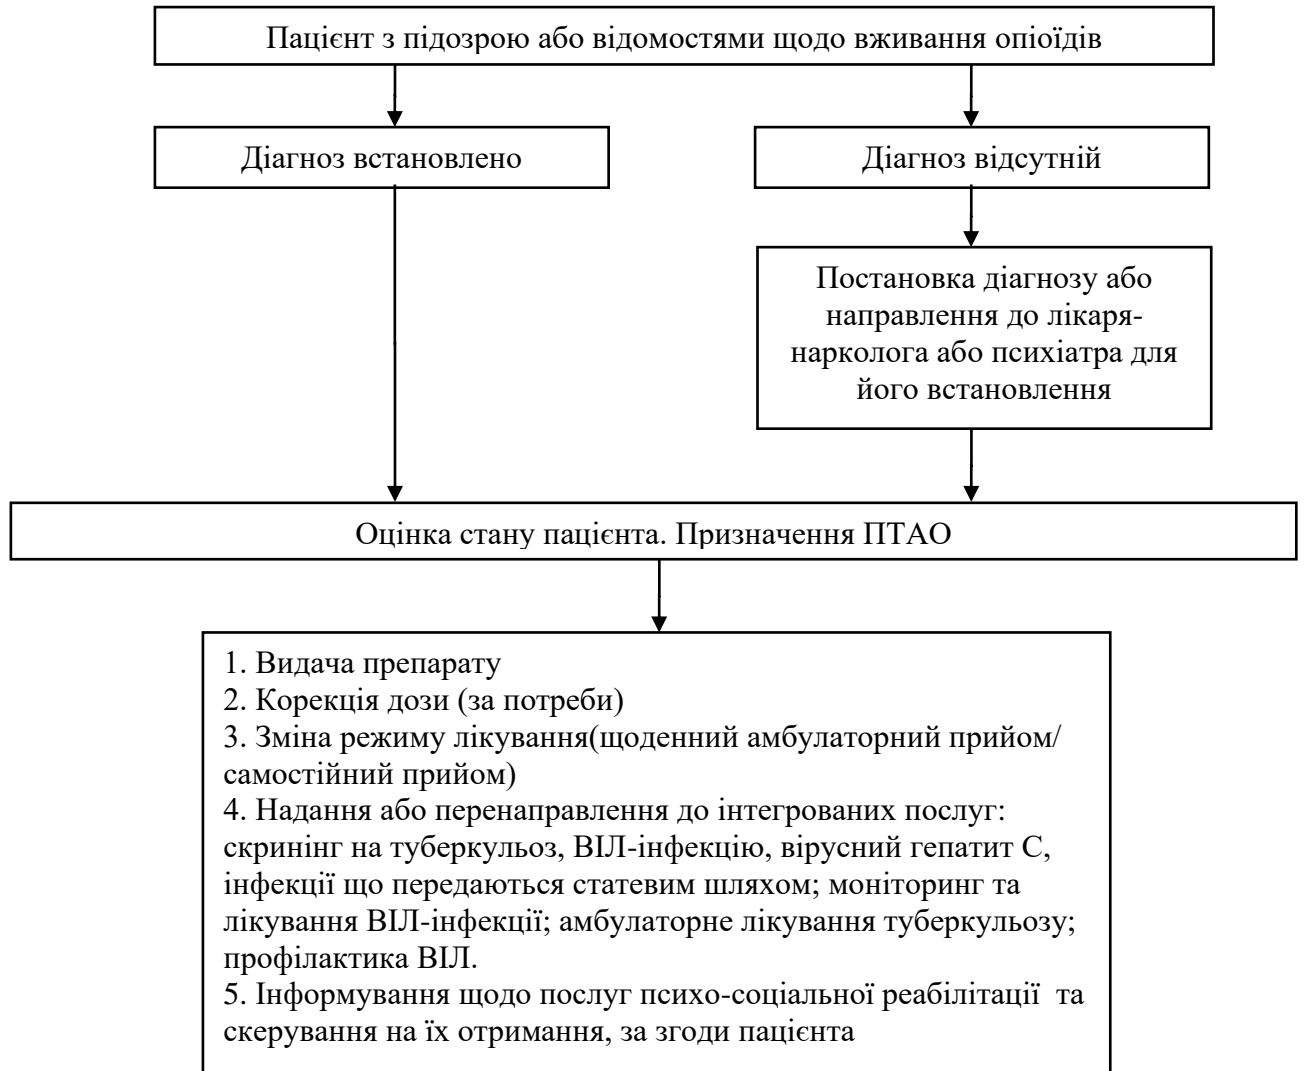 Пацієнт з підозрою або відомостями щодо вживання опіоїдів
Діагноз встановлено
Діагноз відсутній
Постановка діагнозу або
направлення до лікаря-
нарколога або психіатра для
його встановлення
Оцінка стану пацієнта. Призначення ПТАО
1. Видача препарату
2. Корекція дози (за потреби)
3. Зміна режиму лікування(щоденний амбулаторний прийом/
самостійний прийом)
4. Надання або перенаправлення до інтегрованих послуг:
скринінг на туберкульоз, ВІЛ-інфекцію, вірусний гепатит С,
інфекції що передаються статевим шляхом; моніторинг та
лікування ВІЛ-інфекції; амбулаторне лікування туберкульозу;
профілактика ВІЛ.
5. Інформування щодо послуг психо-соціальної реабілітації  та
скерування на їх отримання, за згоди пацієнта